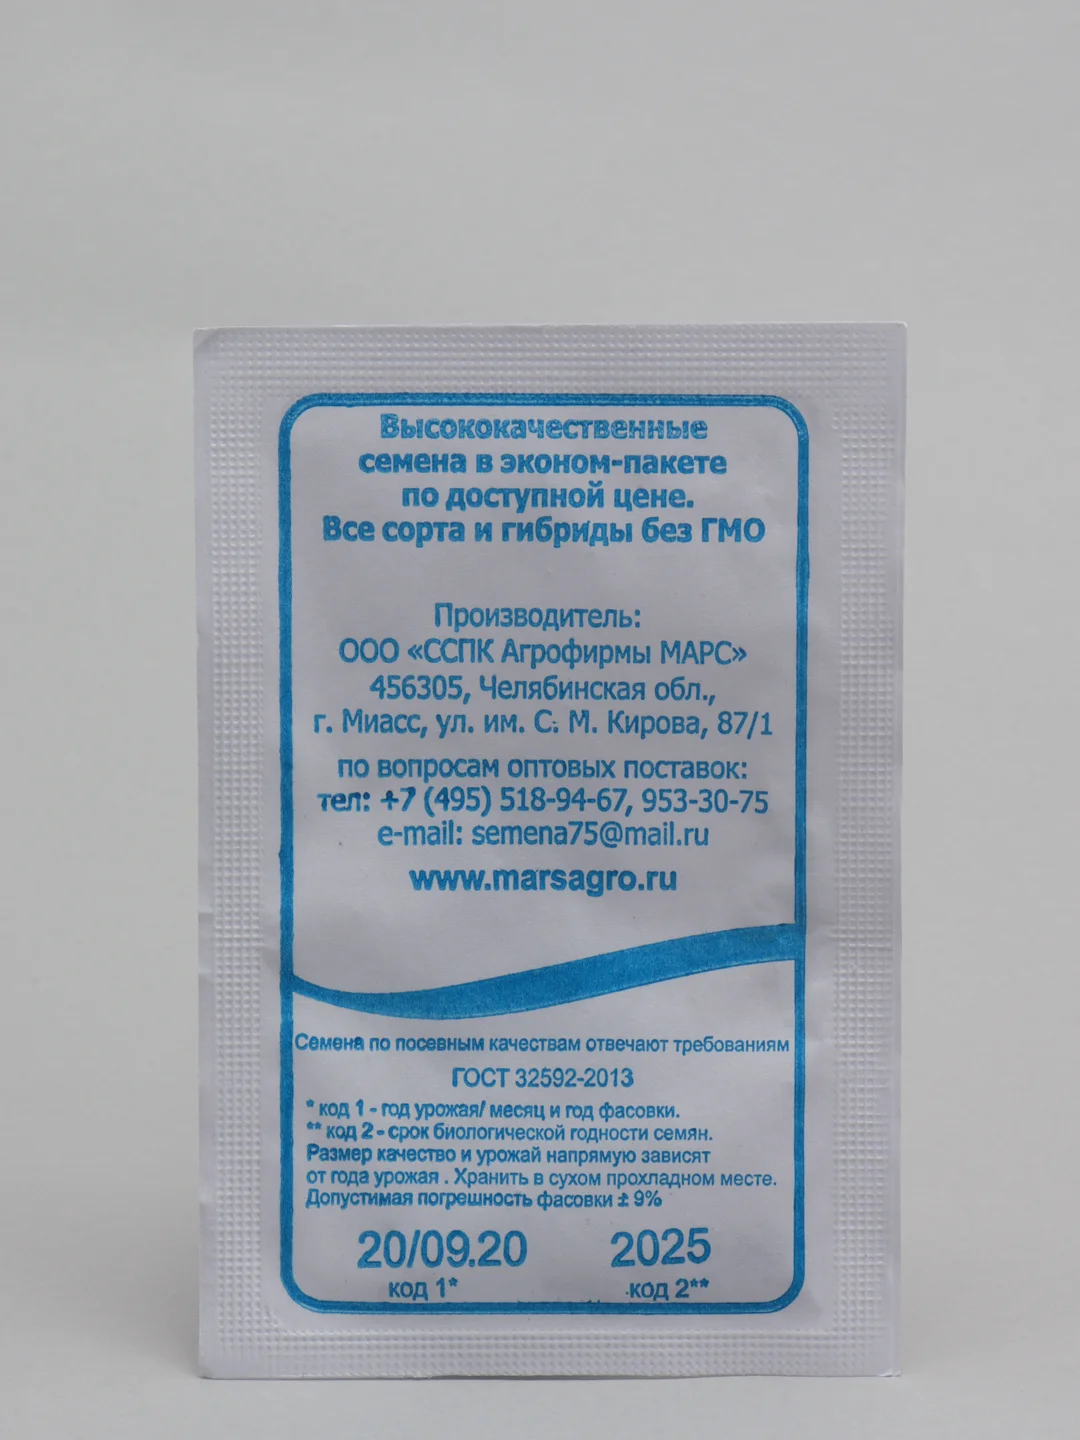 Высококачественные
семена в эконом-пакете
по доступной цене.
Все сорта и гибриды без ГМО
Производитель:
ООО «ССПК Агрофирмы МАРС»
456305, Челябинская обл.,
г. Миасс, ул. им. С. М. Кирова, 87/1
по вопросам оптовых поставок:
тел: +7 (495) 518-94-67, 953-30-75
e-mail: semena75@mail.ru
www.marsagro.ru
Семена по посевным качествам отвечают требованиям
ГОСТ 32592-2013
* код 1 - год урожая/ месяц и год фасовки.
** код 2 - срок биологической годности семян.
Размер качество и урожай напрямую зависят
от года урожая . Хранить в сухом прохладном месте.
Допустимая погрешность фасовки ± 9%
20/09.20 2025
код 1* код 2**